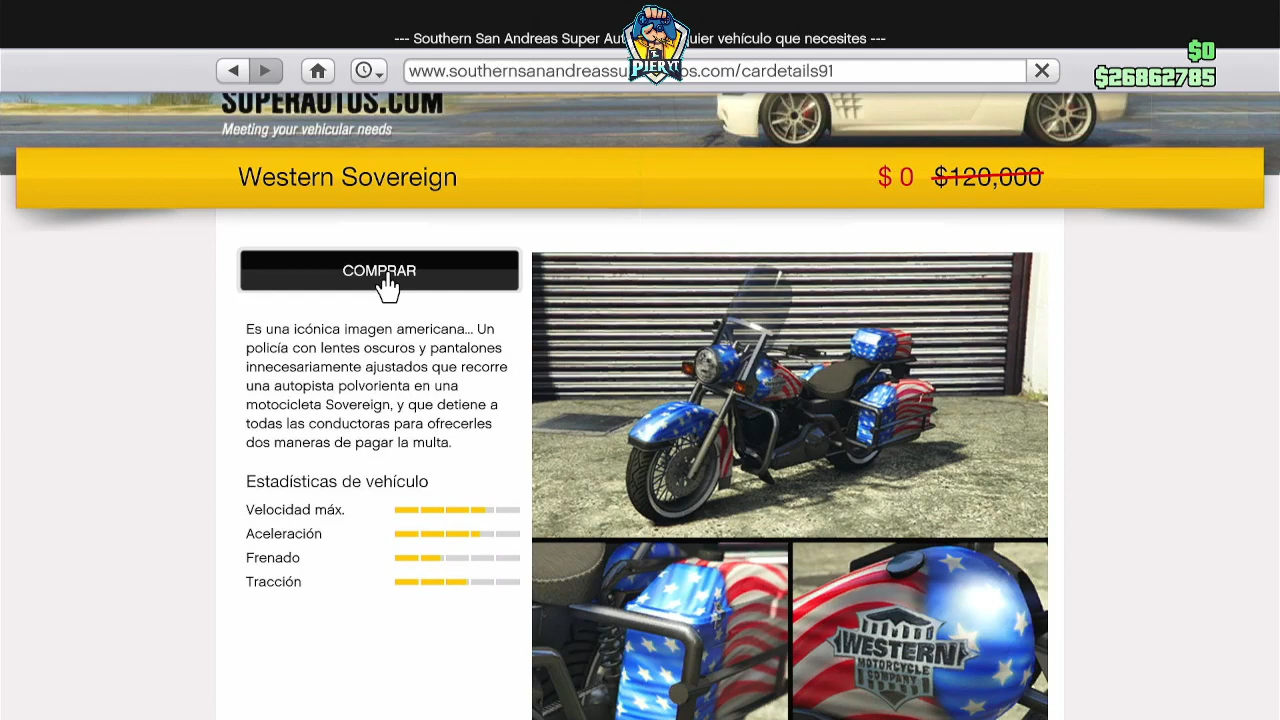 --- Southern San Andreas Super Au uier vehículo que necesites ---
PIERYT
$0
www.southernsanandreassu os.com/cardetails91
$26862785
SUPERAUTOS.COM
Meeting your vehicular needs
Western Sovereign
$ 0 $120,000
COMPRAR
Es una icónica imagen americana... Un
policía con lentes oscuros y pantalones
innecesariamente ajustados que recorre
una autopista polvorienta en una
motocicleta Sovereign, y que detiene a
todas las conductoras para ofrecerles
dos maneras de pagar la multa.
Estadísticas de vehículo
Velocidad máx.
Aceleración
Frenado
Tracción
WESTERN
MOTORCYCLE
COMPANY